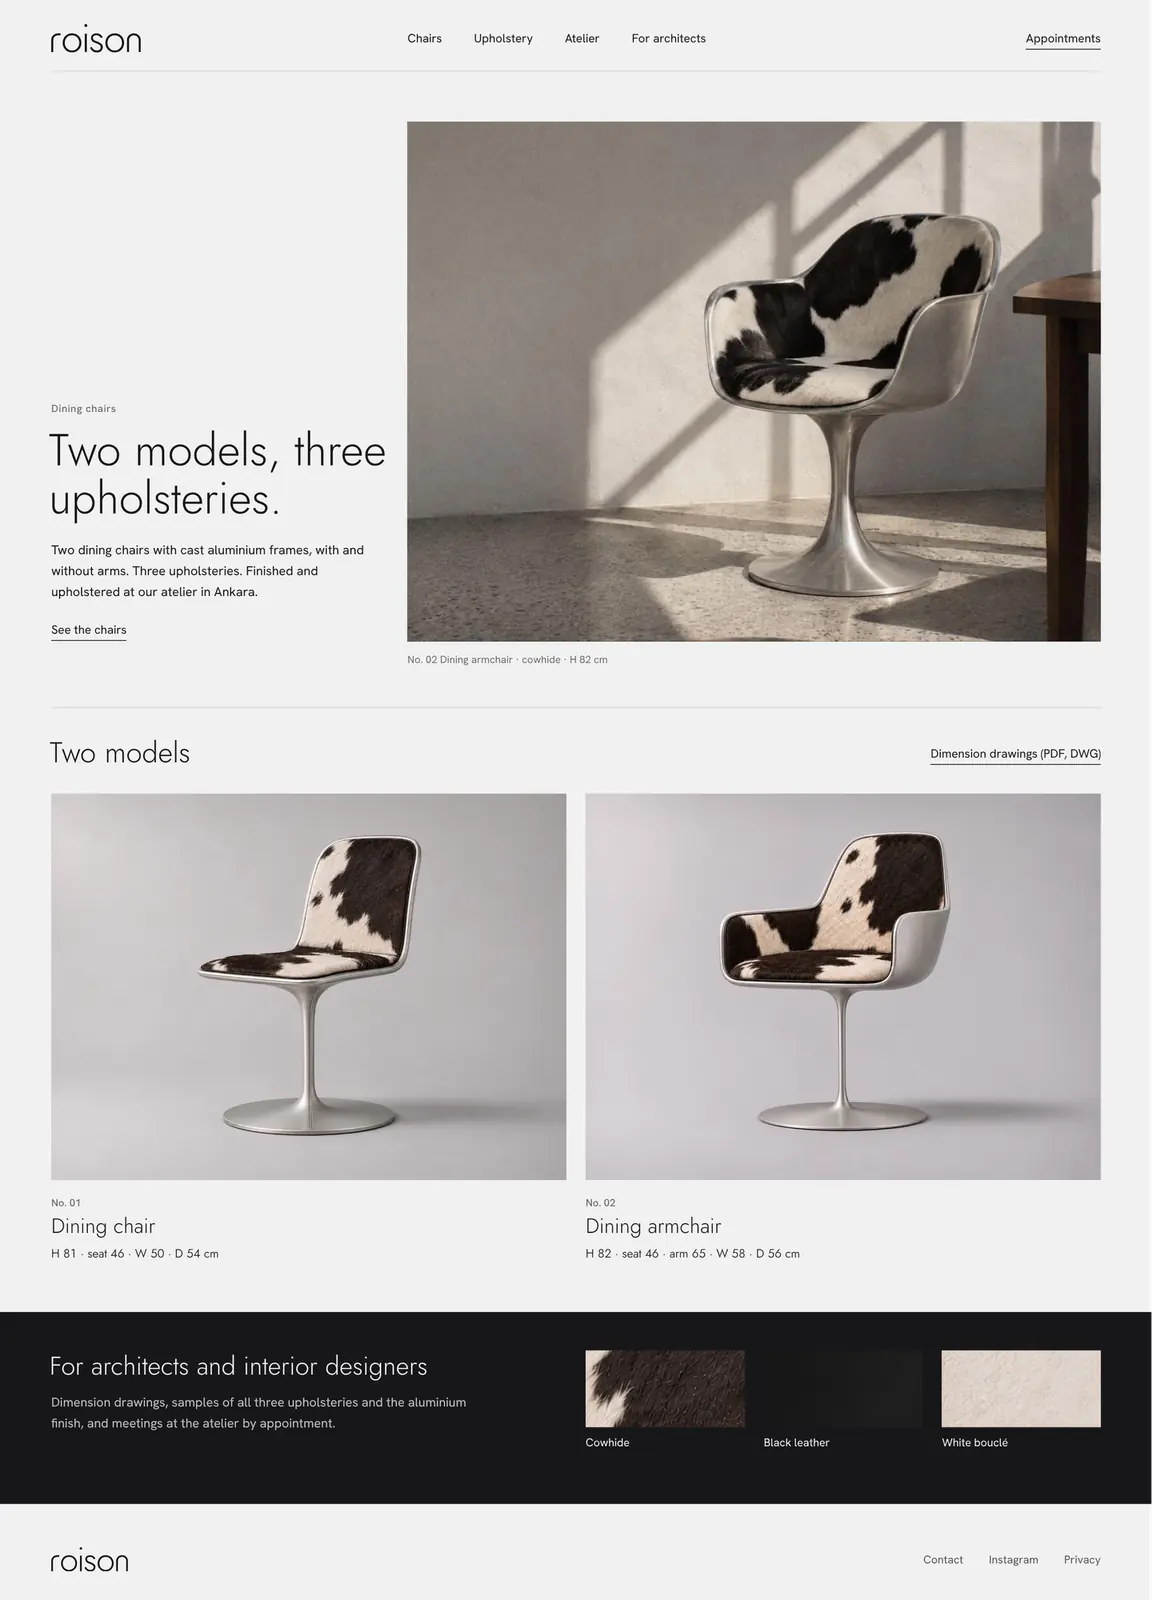 roison
Chairs
Upholstery
Atelier
For architects
Appointments
Dining chairs
Two models, three
upholsteries.
Two dining chairs with cast aluminium frames, with and
without arms. Three upholsteries. Finished and
upholstered at our atelier in Ankara.
See the chairs
No. 02 Dining armchair · cowhide · H 82 cm
Two models
Dimension drawings (PDF, DWG)
No. 01
Dining chair
H 81 · seat 46 · W 50 · D 54 cm
No. 02
Dining armchair
H 82 · seat 46 · arm 65 · W 58 · D 56 cm
For architects and interior designers
Dimension drawings, samples of all three upholsteries and the aluminium
finish, and meetings at the atelier by appointment.
Cowhide
Black leather
White bouclé
roison
Contact
Instagram
Privacy